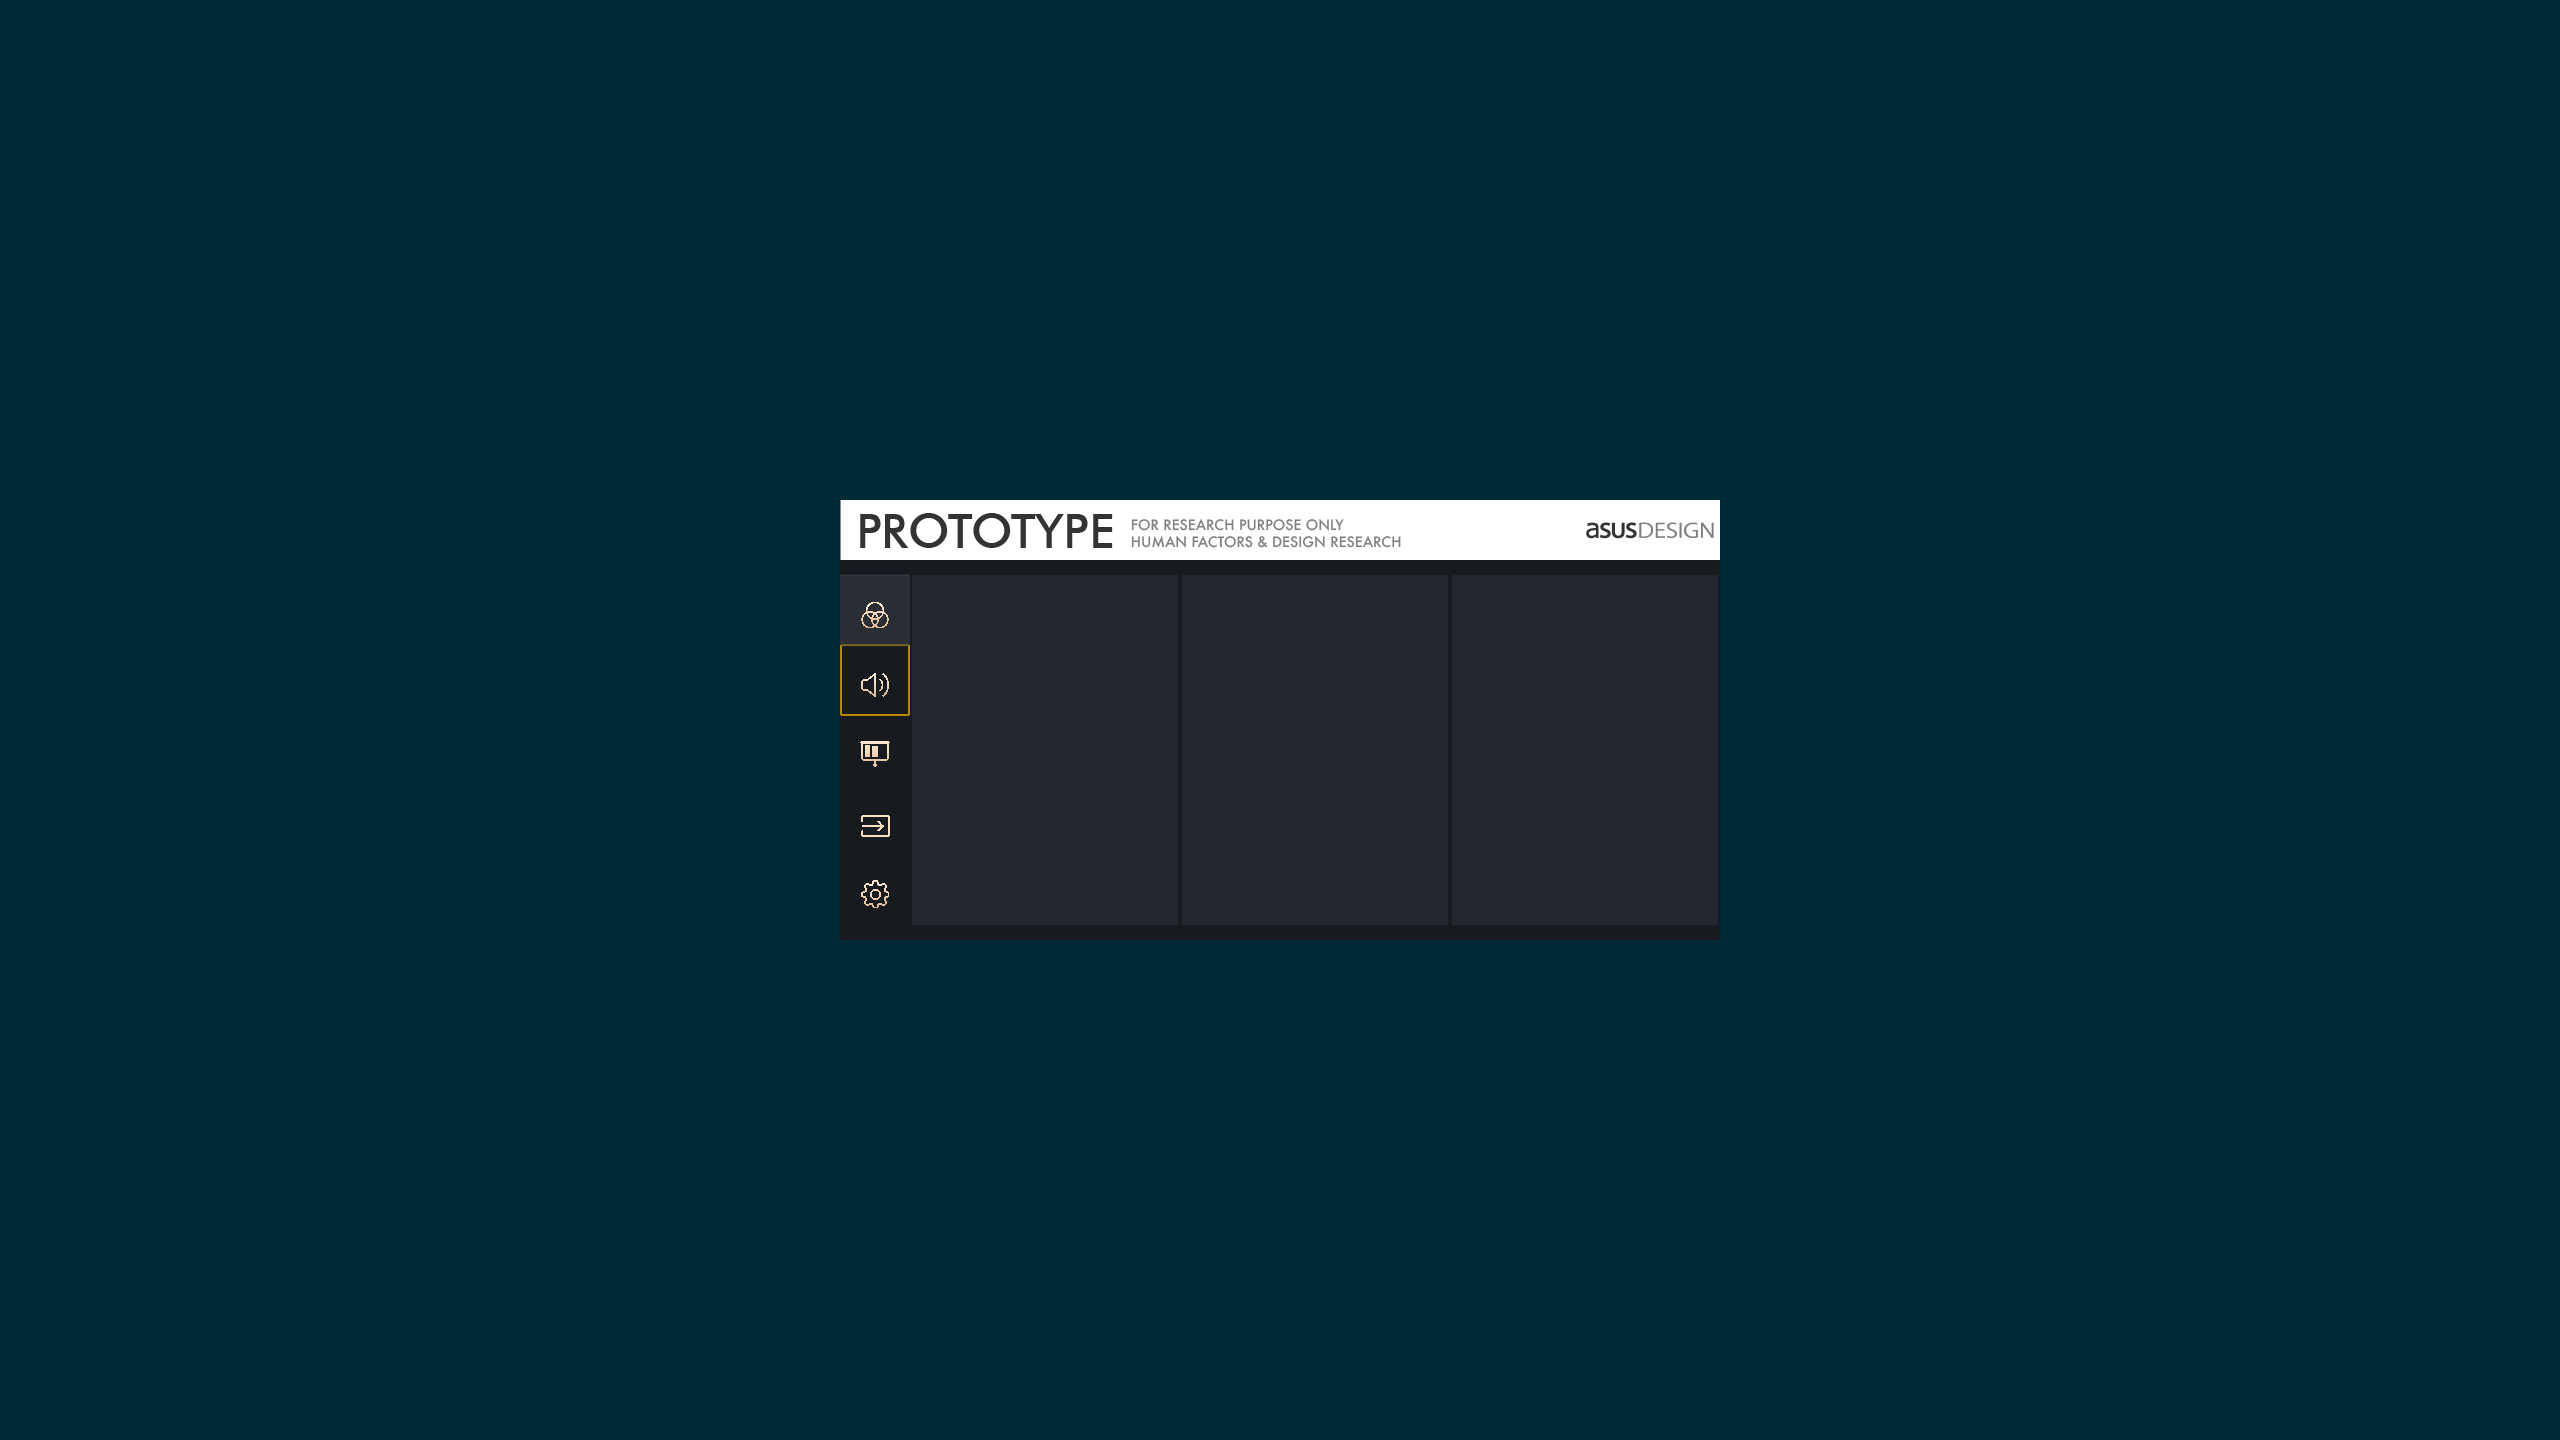 PROTOTYPE
FOR RESEARCH PURPOSE ONLY
HUMAN FACTORS & DESIGN RESEARCH
asusDESIGN